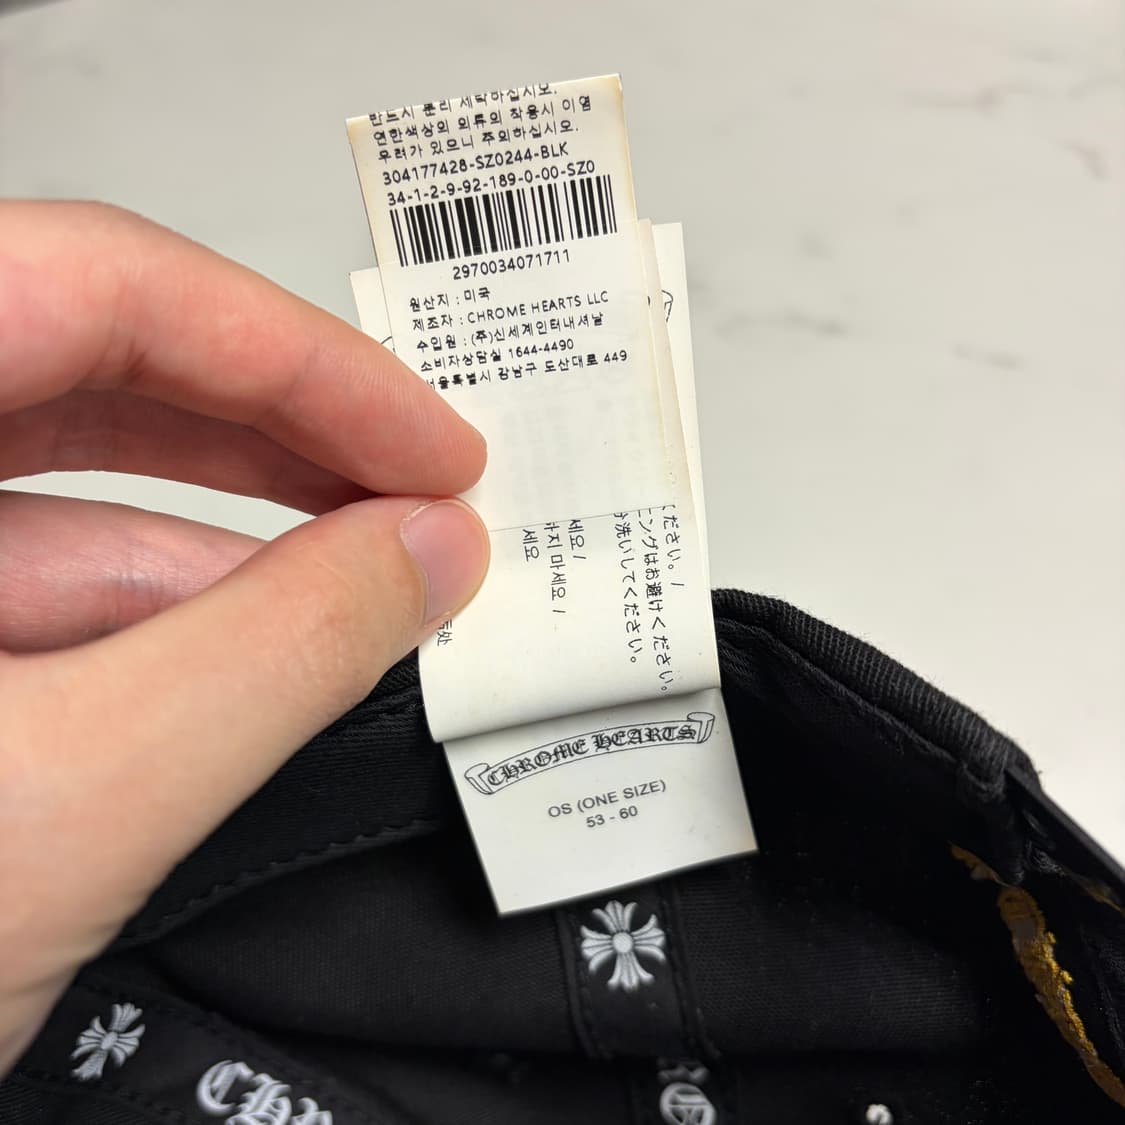 반드시 분리 세탁하십시오.
연한색상의 의류의 착용시 이염
우려가 있으니 주의하십시오.
304177428-SZ0244-BLK
34-1-2-9-92-189-0-00-SZ0
2970034071711
원산지 : 미국
제조자 : CHROME HEARTS LLC
수입원 : (주)신세계인터내셔날
소비자상담실 1644-4490
서울특별시 강남구 도산대로 449
ください。/
ニングはお避けください。
洗いしてください。
세요 /
하지 마세요 /
세요
处
CHROME HEARTS
OS (ONE SIZE)
53 - 60